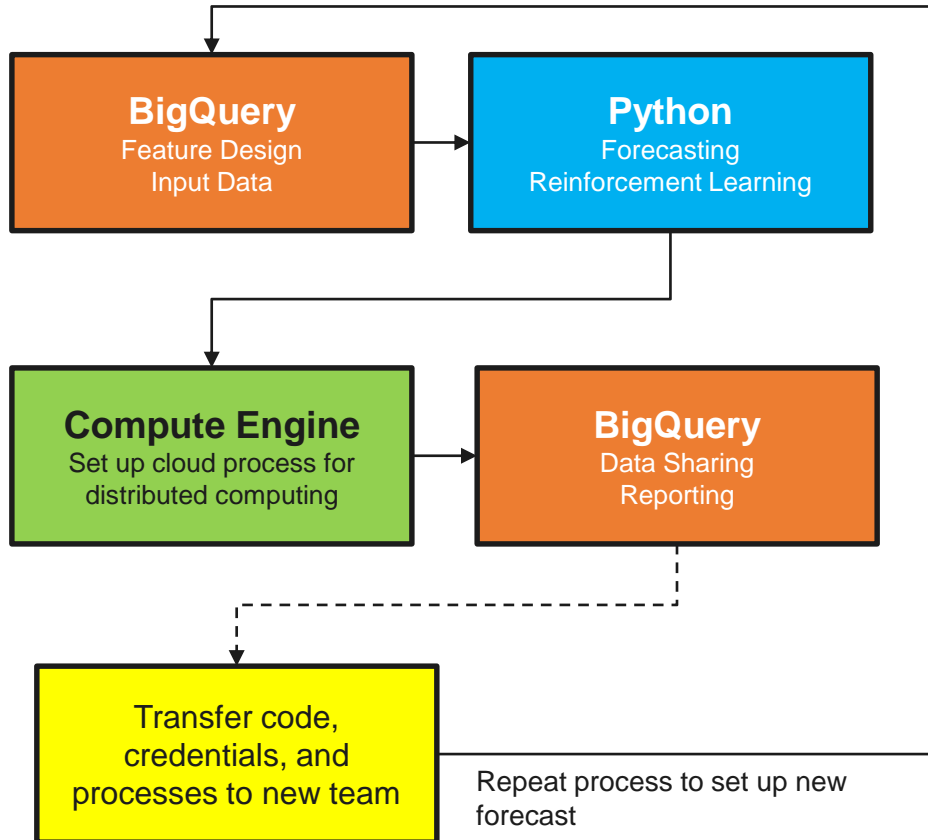 BigQuery
Feature Design
Input Data
Python
Forecasting
Reinforcement Learning
Compute Engine
Set up cloud process for
distributed computing
BigQuery
Data Sharing
Reporting
Transfer code,
credentials, and
processes to new team
Repeat process to set up new
forecast